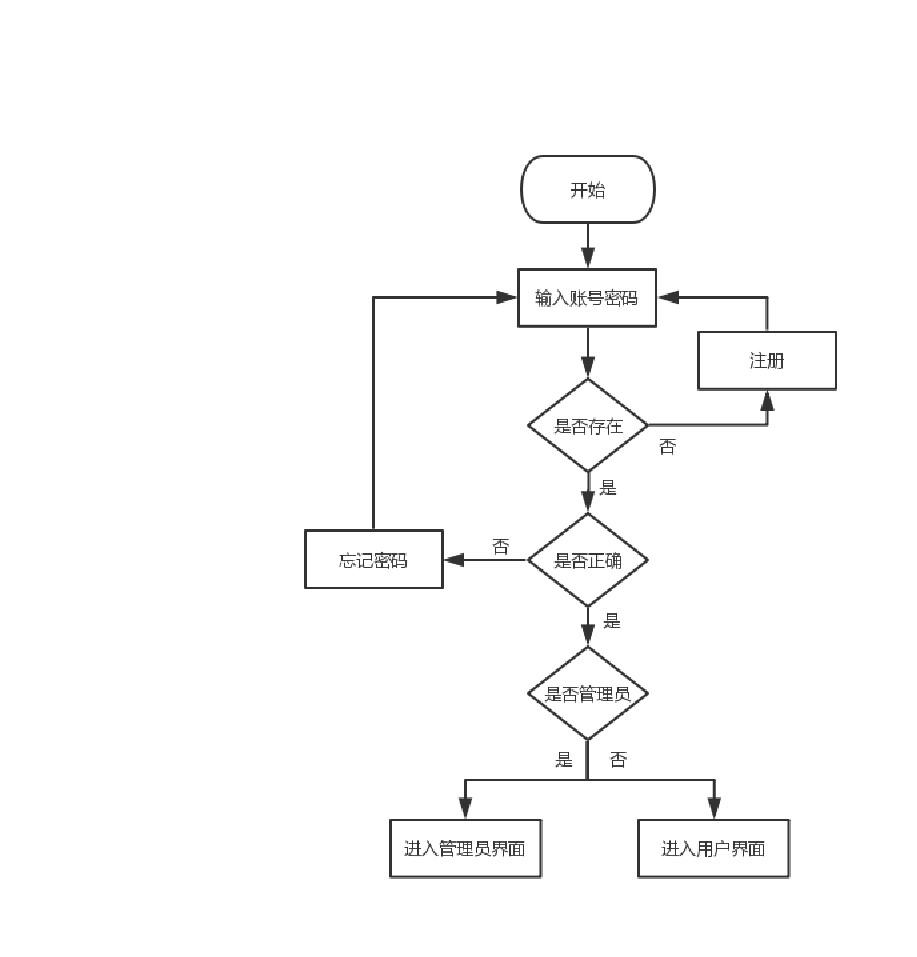 开始
输入账号密码
注册
是否存在
否
是
忘记密码
否
是否正确
是
是否管理员
是
否
进入管理员界面
进入用户界面